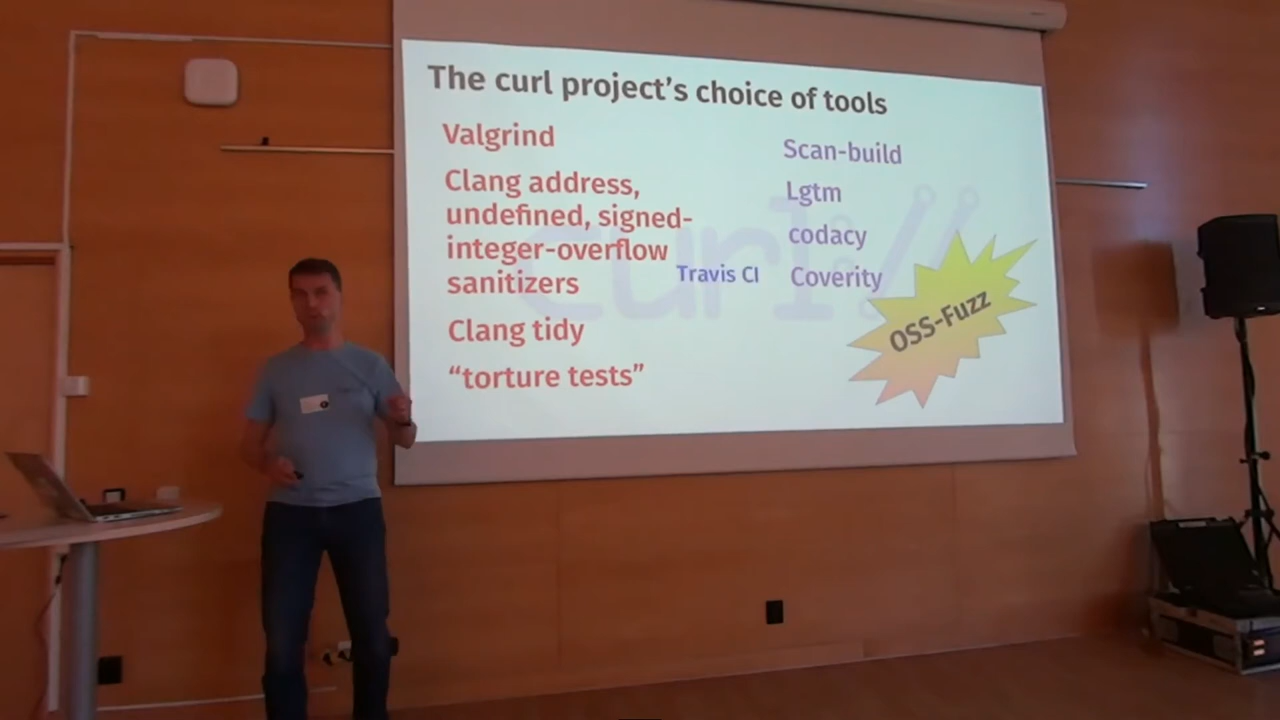 The curl project's choice of tools
Valgrind
Clang address,
undefined, signed-
integer-overflow
sanitizers
Clang tidy
“torture tests”
Travis CI
Scan-build
Lgtm
codacy
Coverity
OSS-Fuzz
curl://